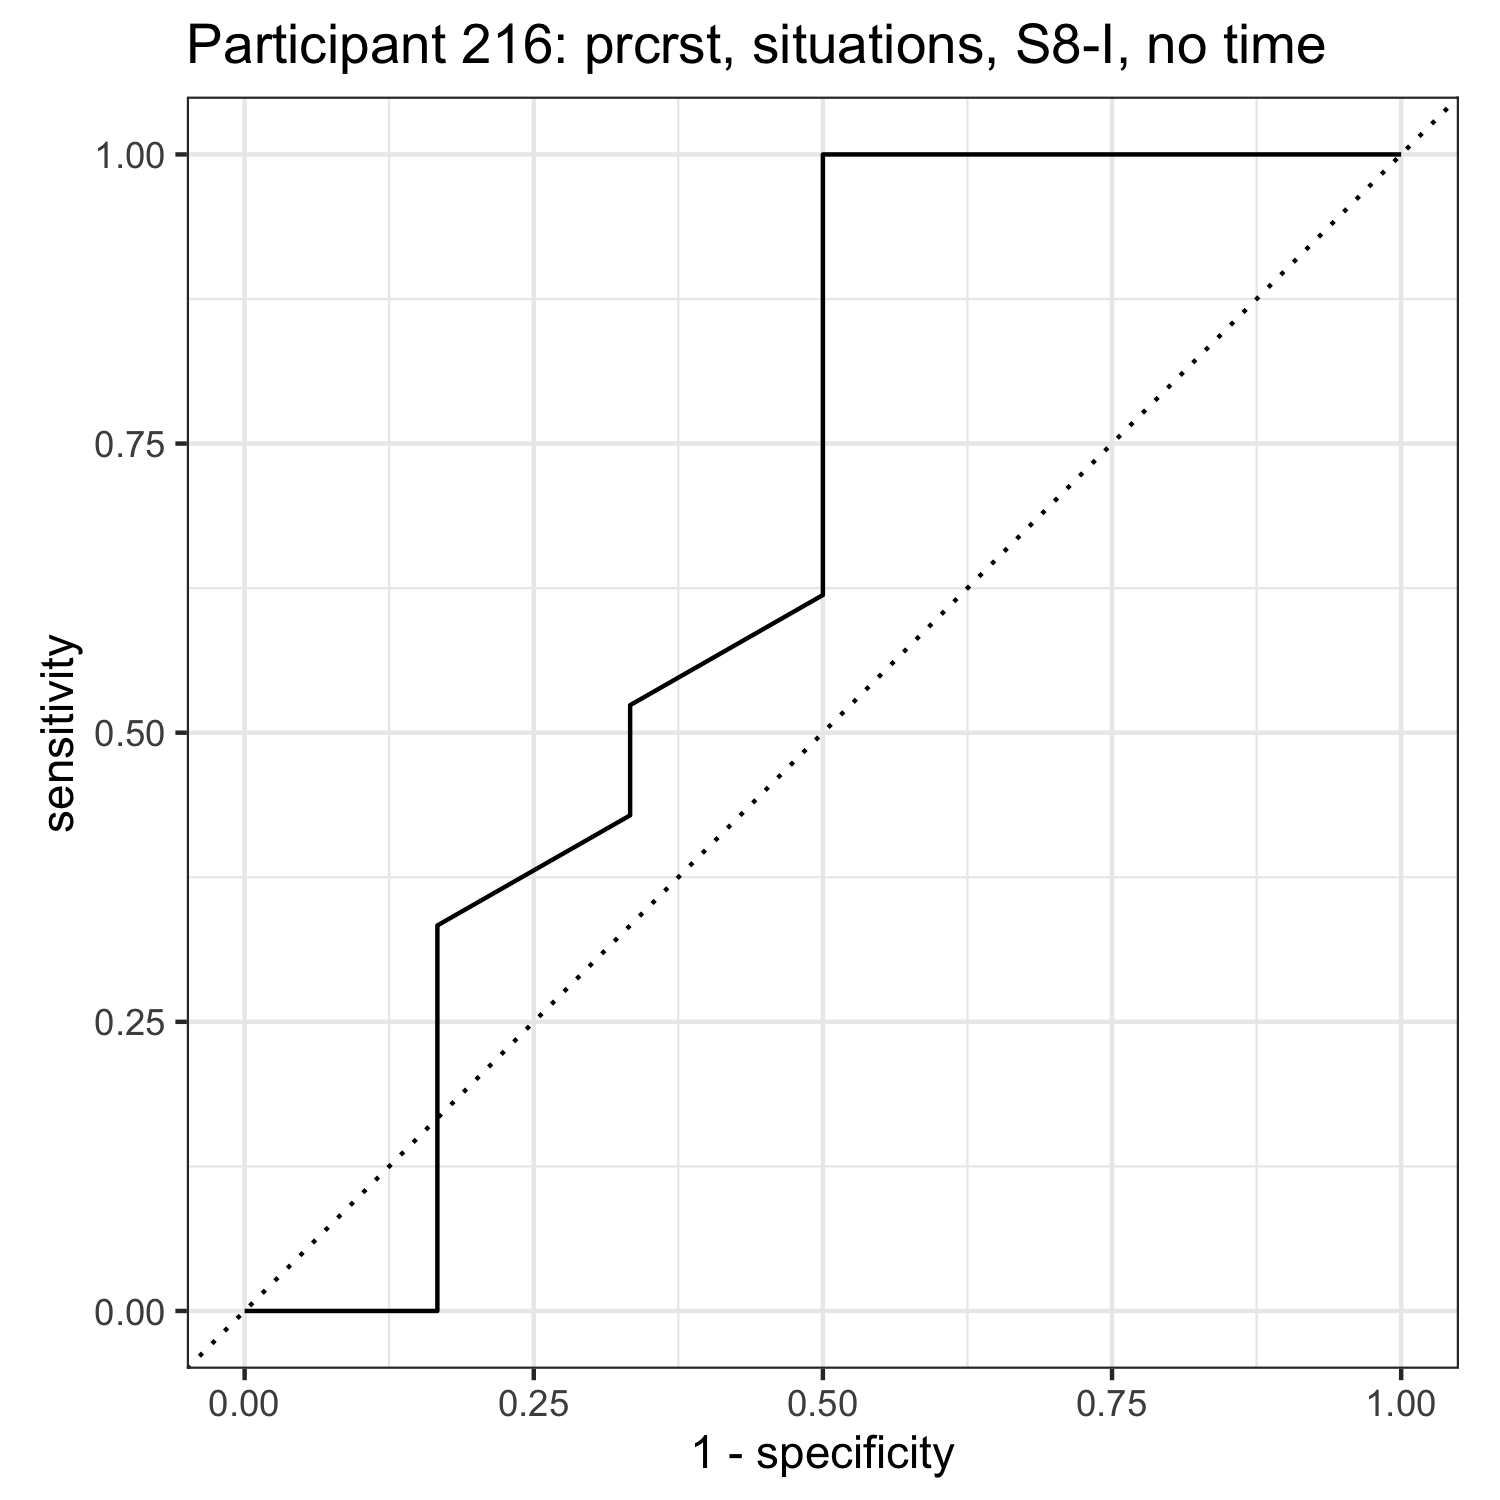 Participant 216: prcrst, situations, S8-I, no time
1.00
0.75
0.50
0.25
0.00
sensitivity
0.00 0.25 0.50 0.75 1.00
1 - specificity